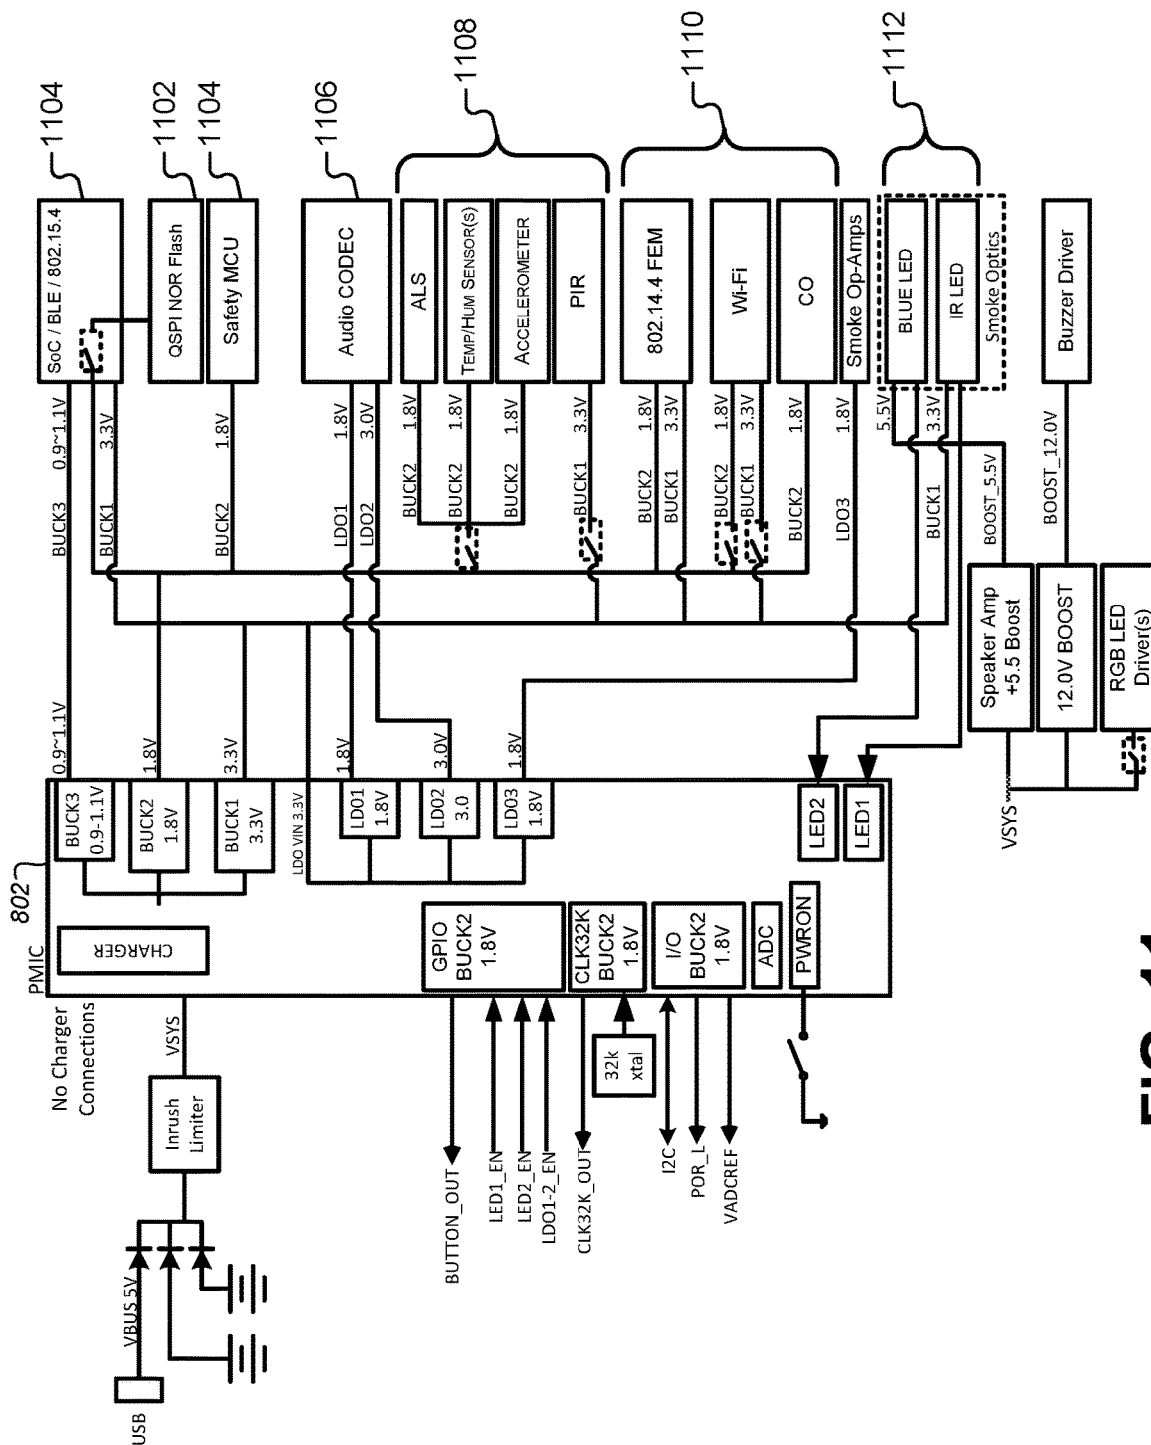 SoC / BLE / 802.15.4
1104
QSPI NOR Flash
1102
Safety MCU
1104
Audio CODEC
1106
ALS
TEMP/HUM SENSOR(S)
ACCELEROMETER
PIR
1108
802.14.4 FEM
Wi-Fi
CO
1110
Smoke Op-Amps
BLUE LED
IR LED
Smoke Optics
1112
Buzzer Driver
BUCK3
0.9~1.1V
BUCK1
3.3V
BUCK2
1.8V
LDO1
1.8V
LDO2
3.0V
BUCK2
1.8V
BUCK2
1.8V
BUCK2
1.8V
BUCK1
3.3V
BUCK2
1.8V
BUCK1
3.3V
BUCK2
1.8V
BUCK1
3.3V
BUCK2
1.8V
LDO3
1.8V
5.5V
BUCK1
3.3V
BOOST_5.5V
BOOST_12.0V
Speaker Amp
+5.5 Boost
12.0V BOOST
RGB LED
Driver(s)
VSYS
0.9~1.1V
1.8V
3.3V
1.8V
3.0V
1.8V
802
PMIC
BUCK3
0.9-1.1V
BUCK2
1.8V
BUCK1
3.3V
LDO VIN 3.3V
LDO1
1.8V
LDO2
3.0
LDO3
1.8V
LED2
LED1
CHARGER
GPIO
BUCK2
1.8V
CLK32K
BUCK2
1.8V
I/O
BUCK2
1.8V
ADC
PWRON
No Charger
Connections
VSYS
Inrush
Limiter
32k
xtal
BUTTON_OUT
LED1_EN
LED2_EN
LDO1-2_EN
CLK32K_OUT
I2C
POR_L
VADCREF
VBUS 5V
USB